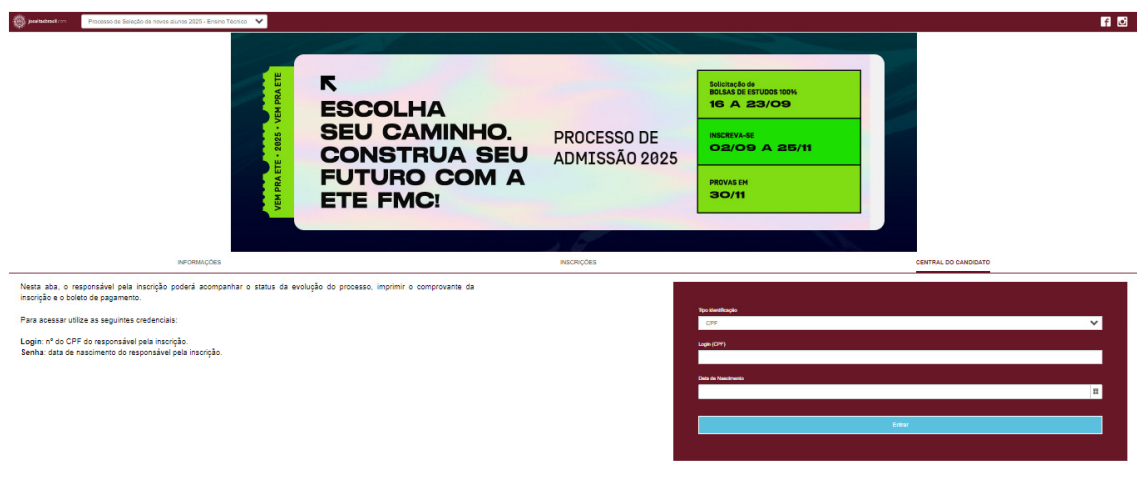 jesuitasbrasil.com
Processo de Seleção de novos alunos 2025 - Ensino Técnico
VEM PRA ETE • 2025 • VEM PRA ETE
ESCOLHA
SEU CAMINHO.
CONSTRUA SEU
FUTURO COM A
ETE FMC!
PROCESSO DE
ADMISSÃO 2025
Solicitação de
BOLSAS DE ESTUDOS 100%
16 A 23/09
INSCREVA-SE
02/09 A 25/11
PROVAS EM
30/11
INFORMAÇÕES
INSCRIÇÕES
CENTRAL DO CANDIDATO
Nesta aba, o responsável pela inscrição poderá acompanhar o status da evolução do processo, imprimir o comprovante da
inscrição e o boleto de pagamento.
Para acessar utilize as seguintes credenciais:
Login: nº do CPF do responsável pela inscrição.
Senha: data de nascimento do responsável pela inscrição.
Tipo Identificação
CPF
Login (CPF)
Data de Nascimento
Entrar